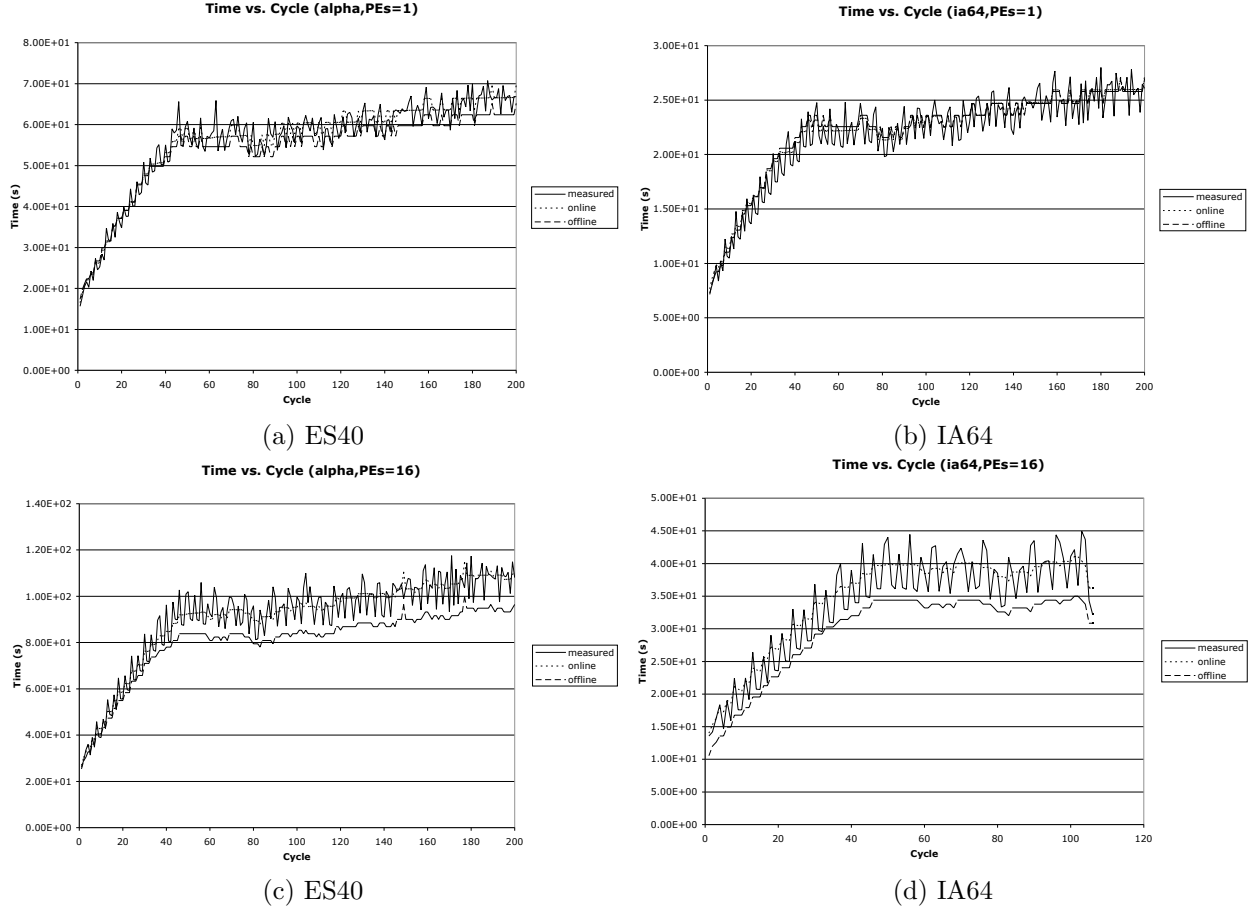 Time vs. Cycle (alpha,PEs=1)
8.00E+01
7.00E+01
6.00E+01
5.00E+01
4.00E+01
3.00E+01
2.00E+01
1.00E+01
0.00E+00
Time (s)
0 20 40 60 80 100 120 140 160 180 200
Cycle
measured
online
offline
(a) ES40
Time vs. Cycle (ia64,PEs=1)
3.00E+01
2.50E+01
2.00E+01
1.50E+01
1.00E+01
5.00E+00
0.00E+00
Time (s)
0 20 40 60 80 100 120 140 160 180 200
Cycle
measured
online
offline
(b) IA64
Time vs. Cycle (alpha,PEs=16)
1.40E+02
1.20E+02
1.00E+02
8.00E+01
6.00E+01
4.00E+01
2.00E+01
0.00E+00
Time (s)
0 20 40 60 80 100 120 140 160 180 200
Cycle
measured
online
offline
(c) ES40
Time vs. Cycle (ia64,PEs=16)
5.00E+01
4.50E+01
4.00E+01
3.50E+01
3.00E+01
2.50E+01
2.00E+01
1.50E+01
1.00E+01
5.00E+00
0.00E+00
Time (s)
0 20 40 60 80 100 120
Cycle
measured
online
offline
(d) IA64